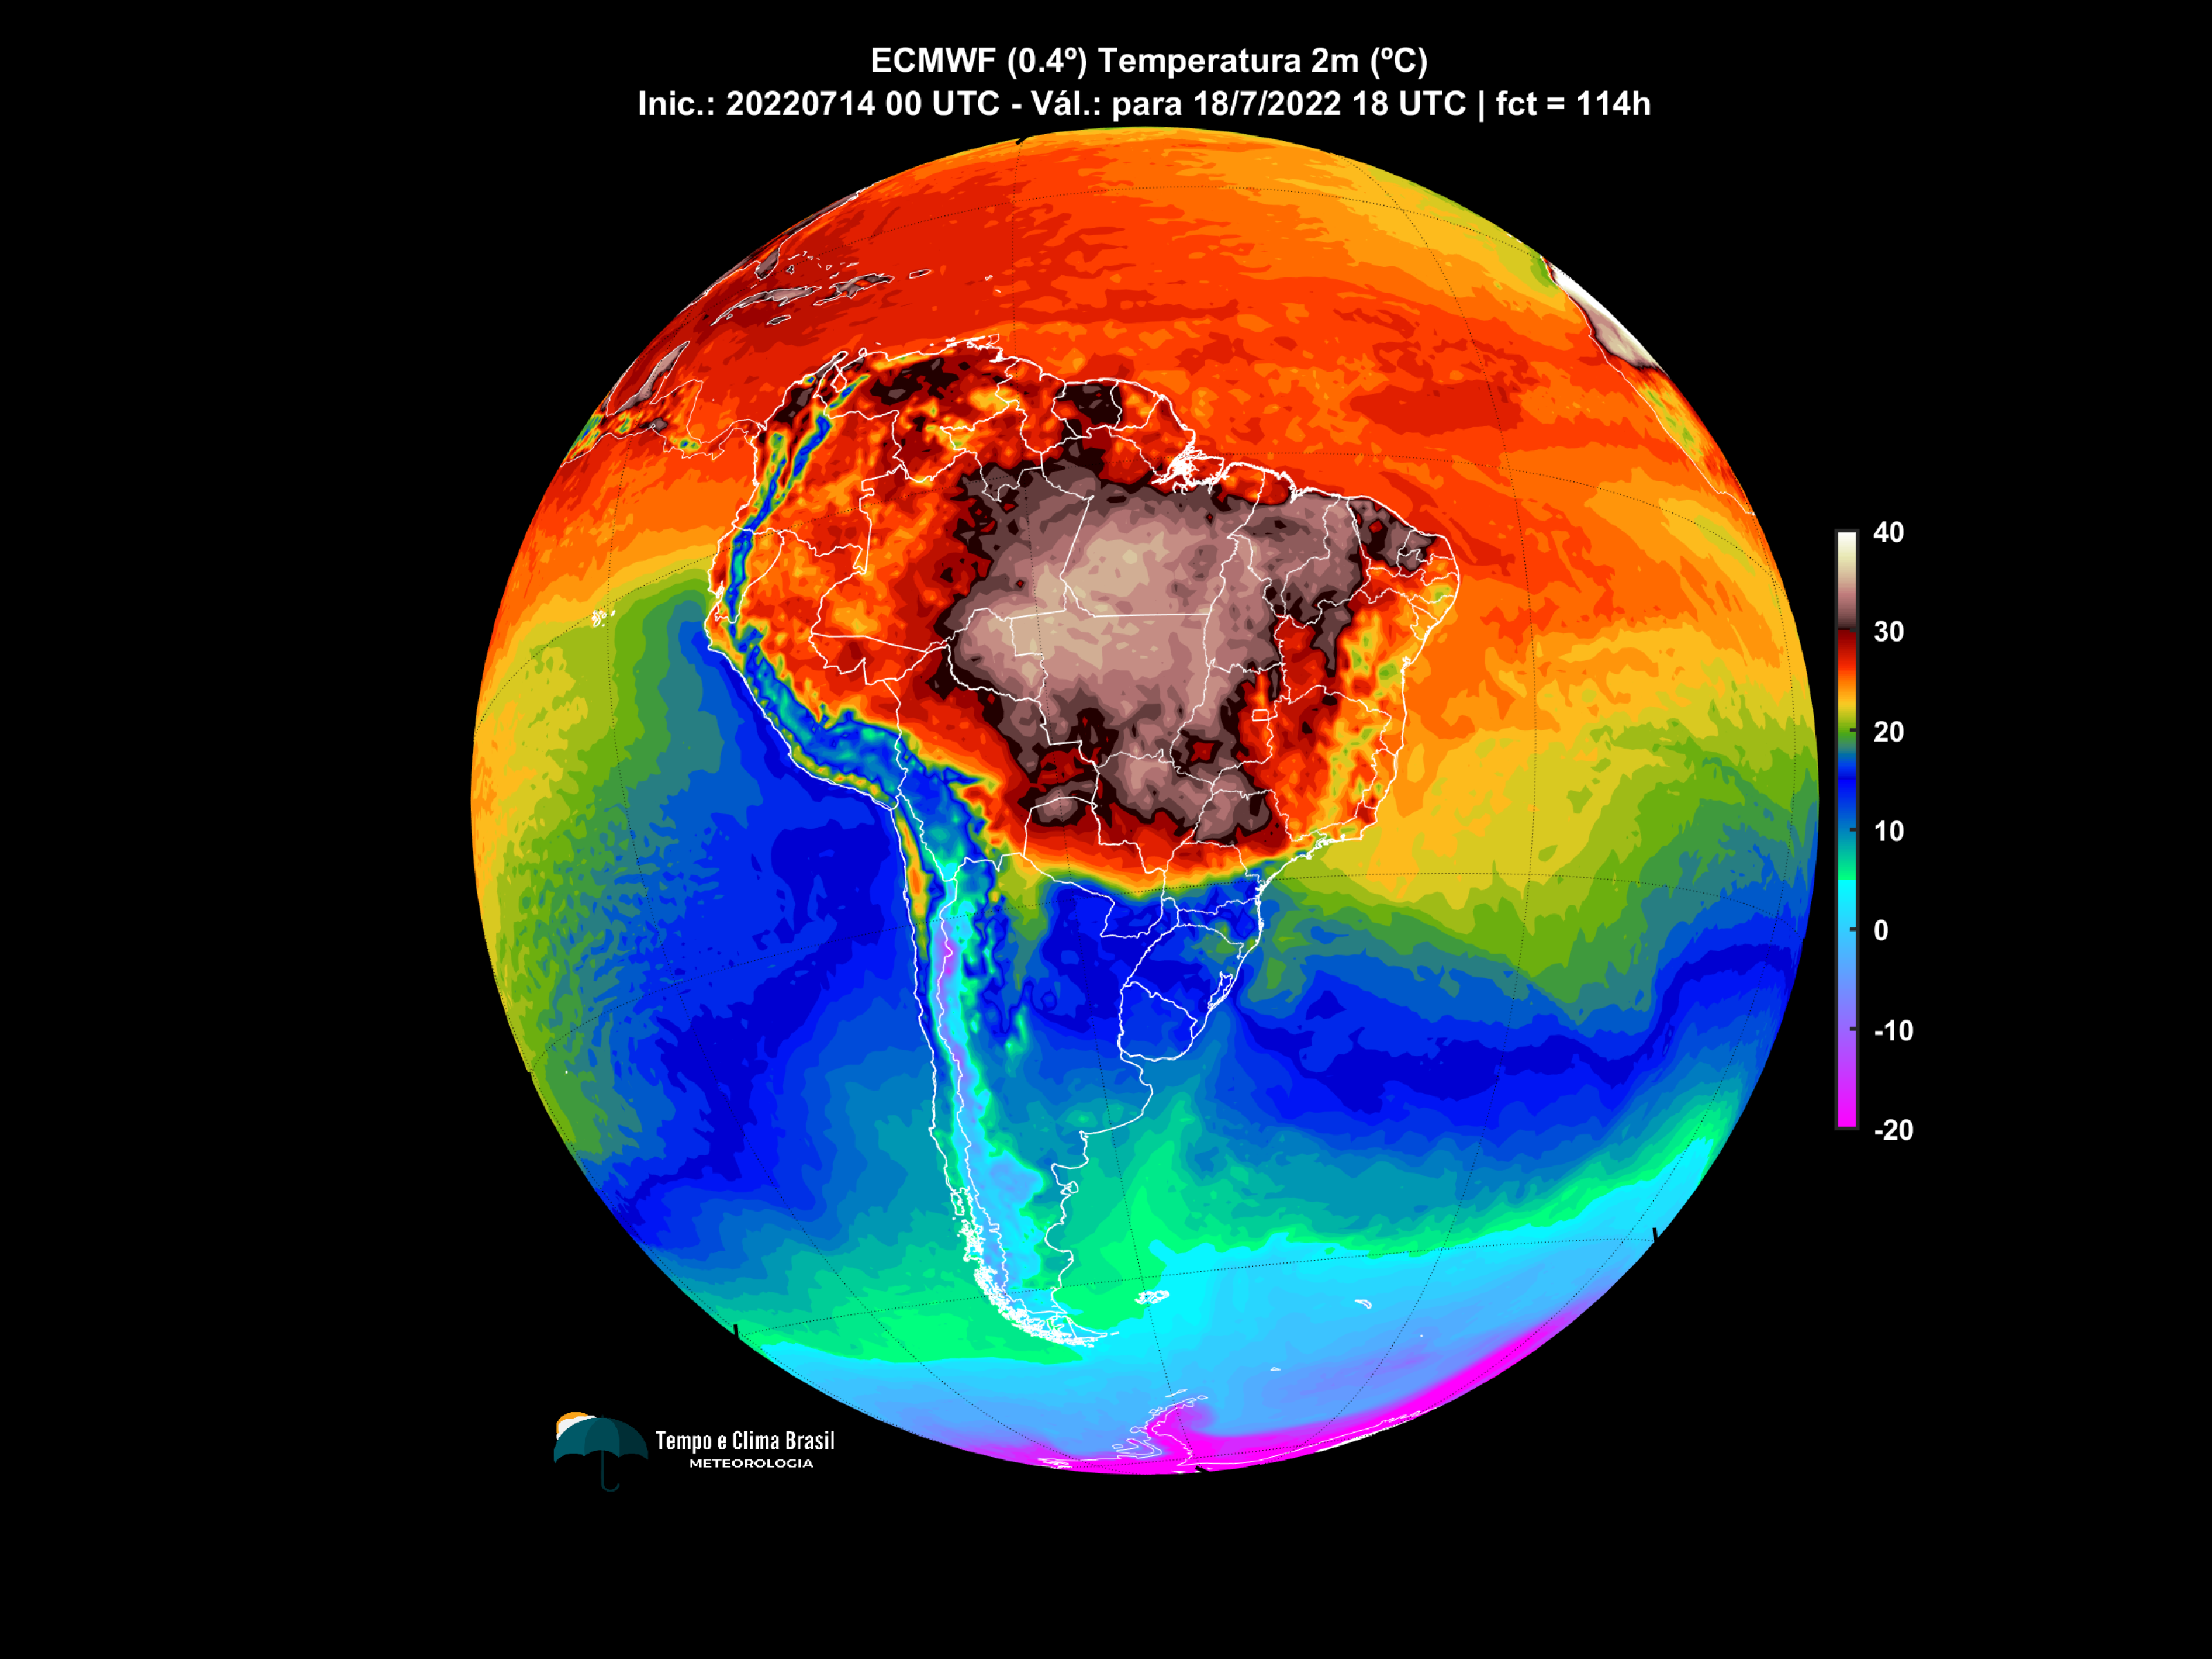 ECMWF (0.4º) Temperatura 2m (ºC)
Inic.: 20220714 00 UTC - Vál.: para 18/7/2022 18 UTC | fct = 114h
40
30
20
10
0
-10
-20
Tempo e Clima Brasil
METEOROLOGIA